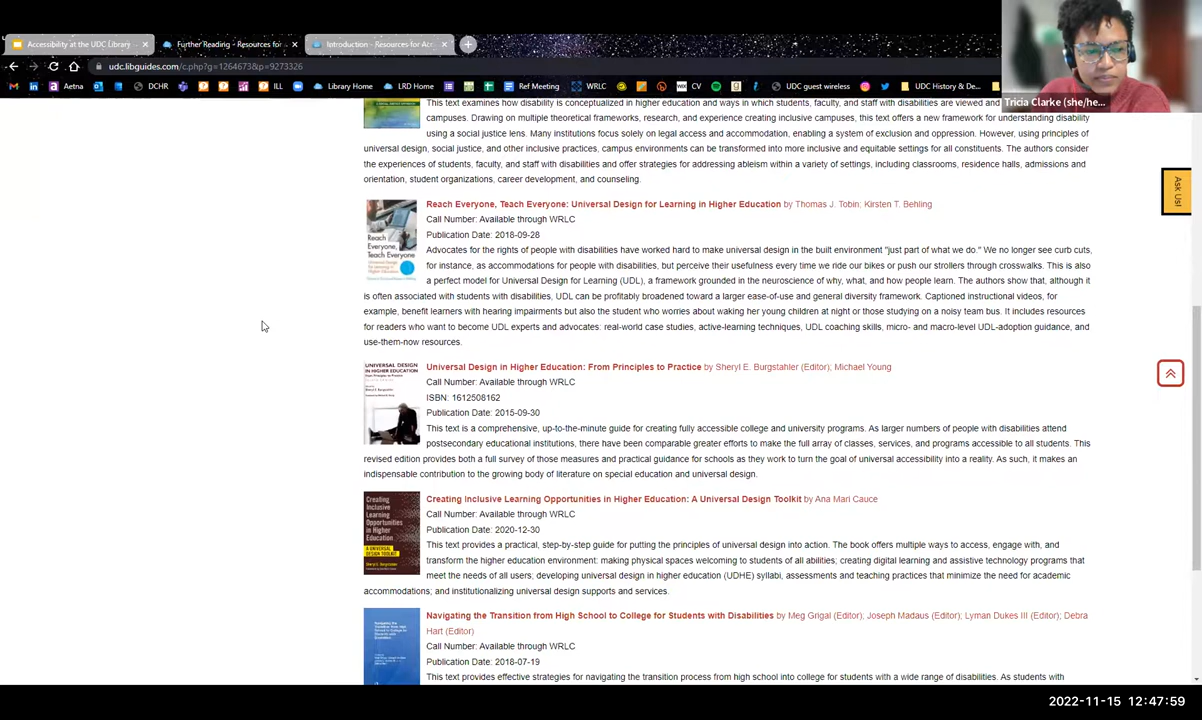 Accessibility at the UDC Library
Further Reading - Resources for
Introduction - Resources for Acc
udc.libguides.com/c.php?g=1264673&p=9273326
Aetna
DCHR
ILL
Library Home
LRD Home
Ref Meeting
WRLC
CV
UDC guest wireless
UDC History & De...
Tricia Clarke (she/he...
This text examines how disability is conceptualized in higher education and ways in which students, faculty, and staff with disabilities are viewed and
campuses. Drawing on multiple theoretical frameworks, research, and experience creating inclusive campuses, this text offers a new framework for understanding disability
using a social justice lens. Many institutions focus solely on legal access and accommodation, enabling a system of exclusion and oppression. However, using principles of
universal design, social justice, and other inclusive practices, campus environments can be transformed into more inclusive and equitable settings for all constituents. The authors consider
the experiences of students, faculty, and staff with disabilities and offer strategies for addressing ableism within a variety of settings, including classrooms, residence halls, admissions and
orientation, student organizations, career development, and counseling.
Ask Us!
Reach Everyone, Teach Everyone: Universal Design for Learning in Higher Education by Thomas J. Tobin; Kirsten T. Behling
Call Number: Available through WRLC
Publication Date: 2018-09-28
Reach
Everyone,
Teach Everyone
Advocates for the rights of people with disabilities have worked hard to make universal design in the built environment "just part of what we do." We no longer see curb cuts,
for instance, as accommodations for people with disabilities, but perceive their usefulness every time we ride our bikes or push our strollers through crosswalks. This is also
a perfect model for Universal Design for Learning (UDL), a framework grounded in the neuroscience of why, what, and how people learn. The authors show that, although it
is often associated with students with disabilities, UDL can be profitably broadened toward a larger ease-of-use and general diversity framework. Captioned instructional videos, for
example, benefit learners with hearing impairments but also the student who worries about waking her young children at night or those studying on a noisy team bus. It includes resources
for readers who want to become UDL experts and advocates: real-world case studies, active-learning techniques, UDL coaching skills, micro- and macro-level UDL-adoption guidance, and
use-them-now resources.
UNIVERSAL DESIGN
IN HIGHER EDUCATION
Universal Design in Higher Education: From Principles to Practice by Sheryl E. Burgstahler (Editor); Michael Young
Call Number: Available through WRLC
ISBN: 1612508162
Publication Date: 2015-09-30
This text is a comprehensive, up-to-the-minute guide for creating fully accessible college and university programs. As larger numbers of people with disabilities attend
postsecondary educational institutions, there have been comparable greater efforts to make the full array of classes, services, and programs accessible to all students. This
revised edition provides both a full survey of those measures and practical guidance for schools as they work to turn the goal of universal accessibility into a reality. As such, it makes an
indispensable contribution to the growing body of literature on special education and universal design.
Creating
Inclusive
Learning
Opportunities
in Higher
Education:
A UNIVERSAL
DESIGN TOOLKIT
Creating Inclusive Learning Opportunities in Higher Education: A Universal Design Toolkit by Ana Mari Cauce
Call Number: Available through WRLC
Publication Date: 2020-12-30
This text provides a practical, step-by-step guide for putting the principles of universal design into action. The book offers multiple ways to access, engage with, and
transform the higher education environment: making physical spaces welcoming to students of all abilities; creating digital learning and assistive technology programs that
meet the needs of all users, developing universal design in higher education (UDHE) syllabi, assessments and teaching practices that minimize the need for academic
accommodations; and institutionalizing universal design supports and services.
Navigating the Transition from High School to College for Students with Disabilities by Meg Grigal (Editor); Joseph Madaus (Editor); Lyman Dukes III (Editor); Debra
Hart (Editor)
Call Number: Available through WRLC
Publication Date: 2018-07-19
This text provides effective strategies for navigating the transition process from high school into college for students with a wide range of disabilities. As students with
2022-11-15 12:47:59